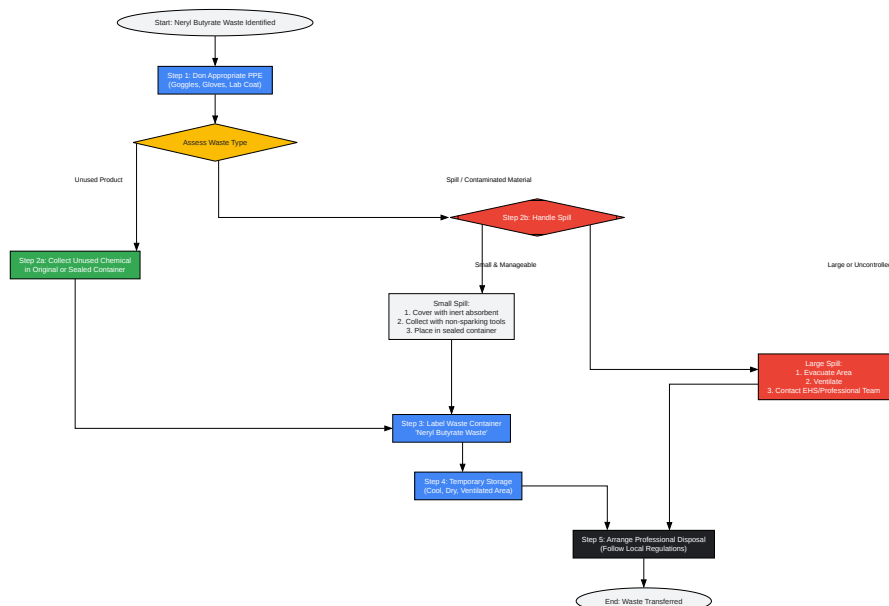 Start: Neryl Butyrate Waste Identified
Step 1: Don Appropriate PPE
(Goggles, Gloves, Lab Coat)
Assess Waste Type
Unused Product
Spill / Contaminated Material
Step 2b: Handle Spill
Step 2a: Collect Unused Chemical
in Original or Sealed Container
Small & Manageable
Large or Uncontrolled
Small Spill:
1. Cover with inert absorbent
2. Collect with non-sparking tools
3. Place in sealed container
Large Spill:
1. Evacuate Area
2. Ventilate
3. Contact EHS/Professional Team
Step 3: Label Waste Container
'Neryl Butyrate Waste'
Step 4: Temporary Storage
(Cool, Dry, Ventilated Area)
Step 5: Arrange Professional Disposal
(Follow Local Regulations)
End: Waste Transferred